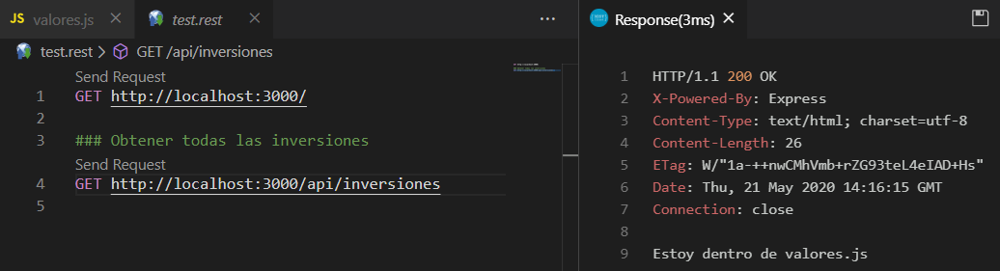 JS valores.js
test.rest
test.rest > GET /api/inversiones
Send Request
1 GET http://localhost:3000/
2
3 ### Obtener todas las inversiones
Send Request
4 GET http://localhost:3000/api/inversiones
5
Response(3ms)
1 HTTP/1.1 200 OK
2 X-Powered-By: Express
3 Content-Type: text/html; charset=utf-8
4 Content-Length: 26
5 ETag: W/"1a-++nwCMhVmb+rZG93teL4eIAD+Hs"
6 Date: Thu, 21 May 2020 14:16:15 GMT
7 Connection: close
8
9 Estoy dentro de valores.js